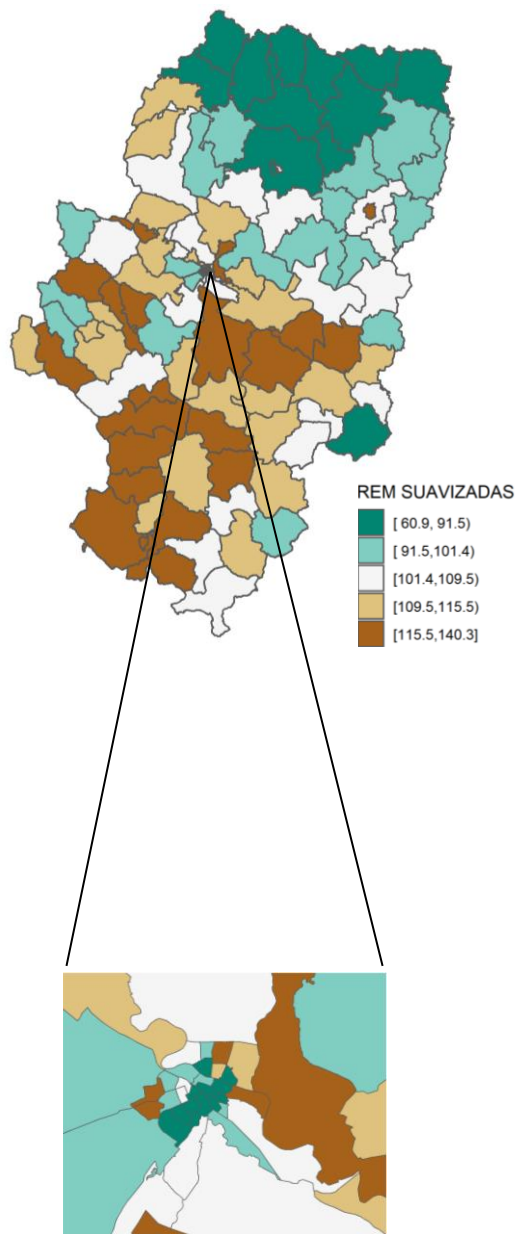 REM SUAVIZADAS
[ 60.9, 91.5)
[ 91.5,101.4)
[101.4,109.5)
[109.5,115.5)
[115.5,140.3]